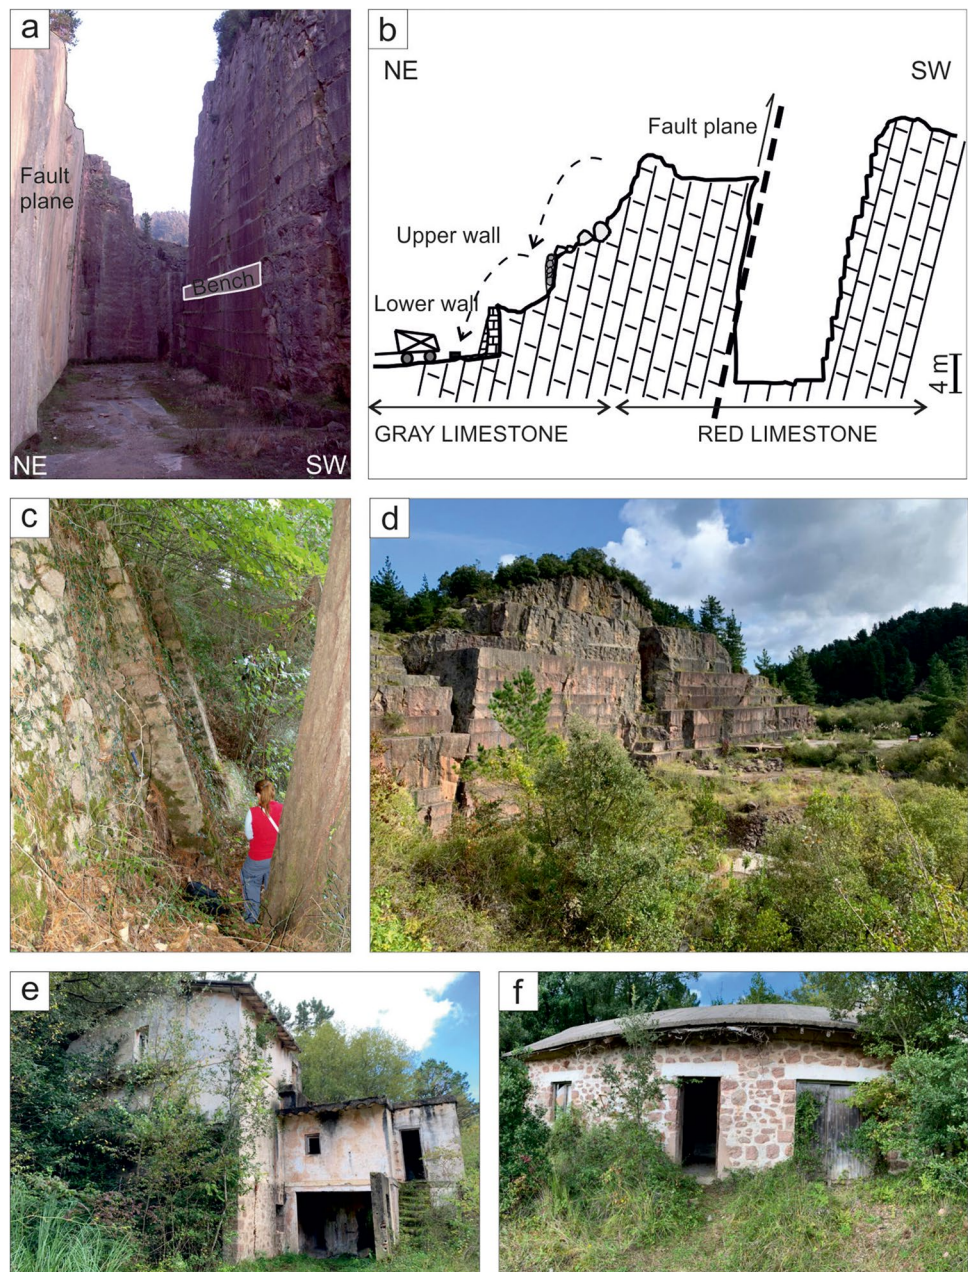 a
Fault
plane
Bench
NE
SW
b
NE
SW
Fault plane
Upper wall
Lower wall
4 m
GRAY LIMESTONE
RED LIMESTONE
c
d
e
f